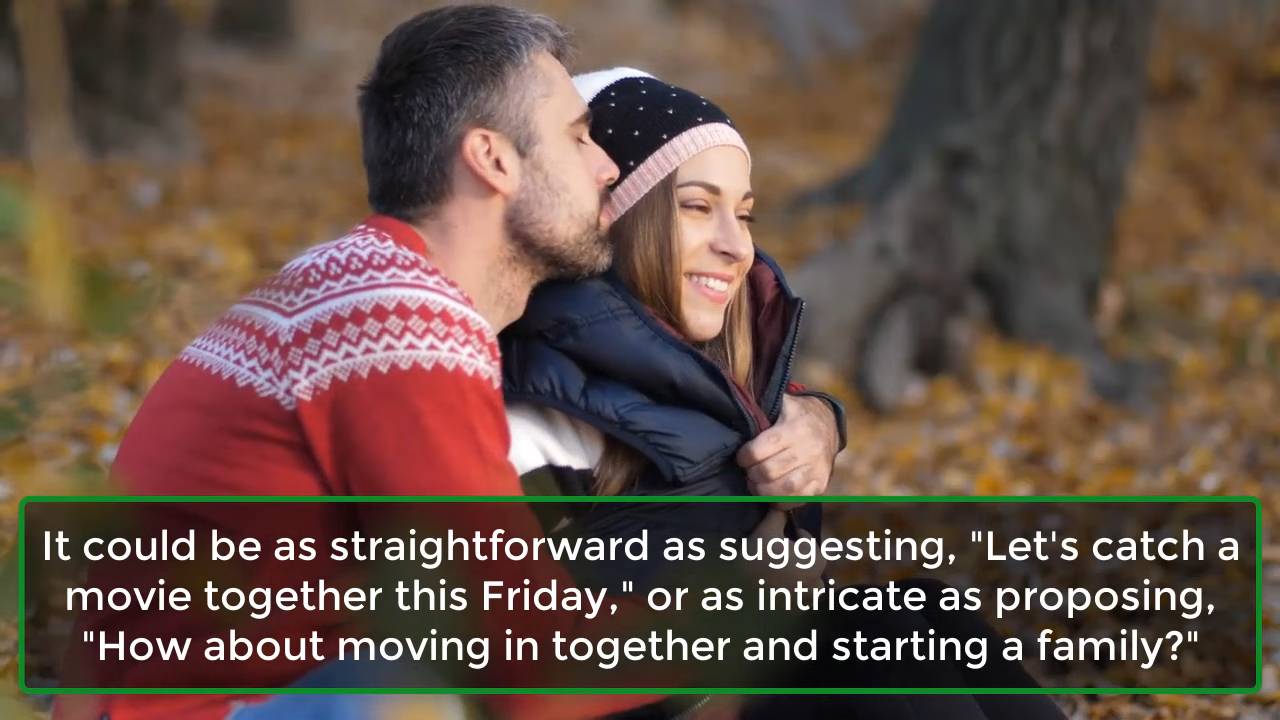 It could be as straightforward as suggesting, "Let's catch a
movie together this Friday," or as intricate as proposing,
"How about moving in together and starting a family?"